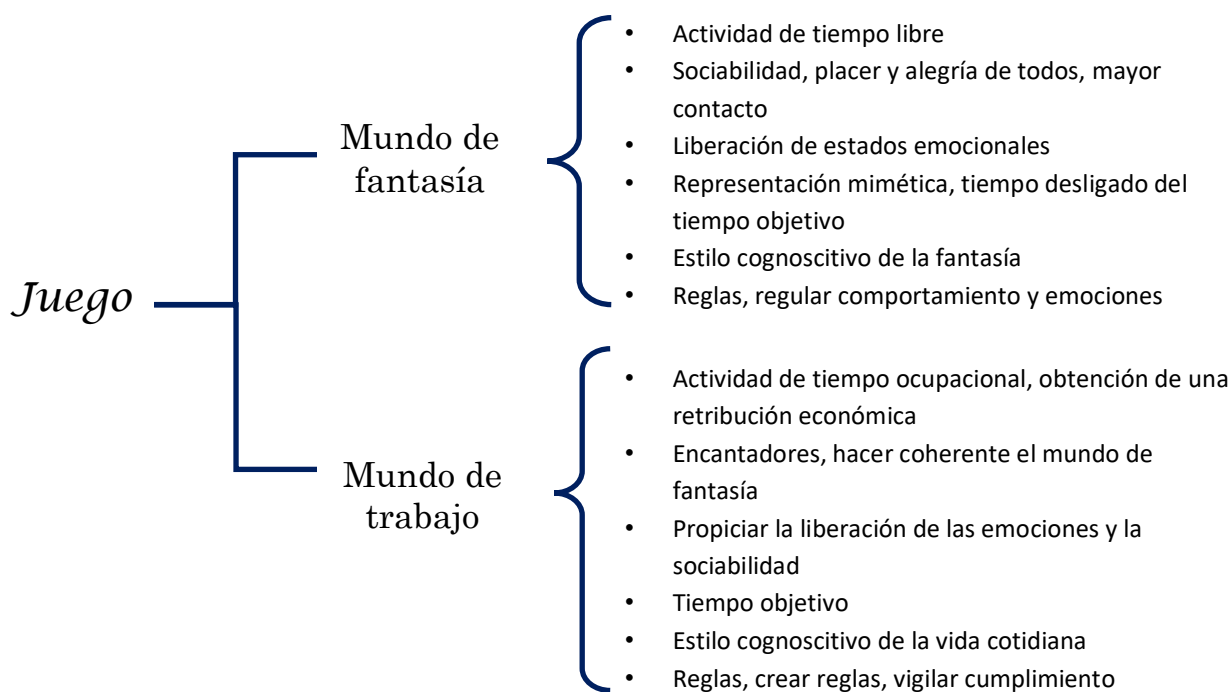 Juego
Mundo de
fantasía
• Actividad de tiempo libre
• Sociabilidad, placer y alegría de todos, mayor
contacto
• Liberación de estados emocionales
• Representación mimética, tiempo desligado del
tiempo objetivo
• Estilo cognoscitivo de la fantasía
• Reglas, regular comportamiento y emociones
Mundo de
trabajo
• Actividad de tiempo ocupacional, obtención de una
retribución económica
• Encantadores, hacer coherente el mundo de
fantasía
• Propiciar la liberación de las emociones y la
sociabilidad
• Tiempo objetivo
• Estilo cognoscitivo de la vida cotidiana
• Reglas, crear reglas, vigilar cumplimiento